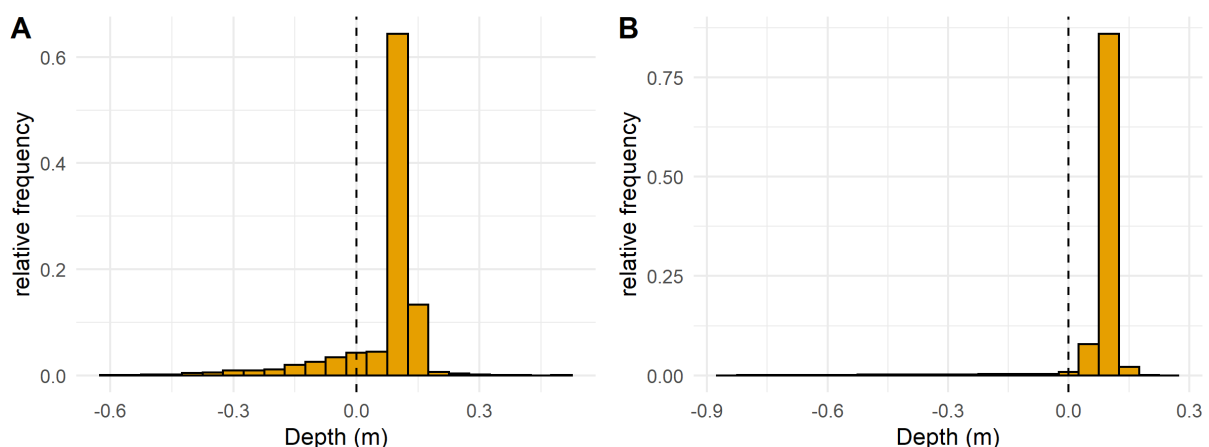 A
relative frequency
0.6
0.4
0.2
0.0
-0.6 -0.3 0.0 0.3
Depth (m)
B
relative frequency
0.75
0.50
0.25
0.00
-0.9 -0.6 -0.3 0.0 0.3
Depth (m)